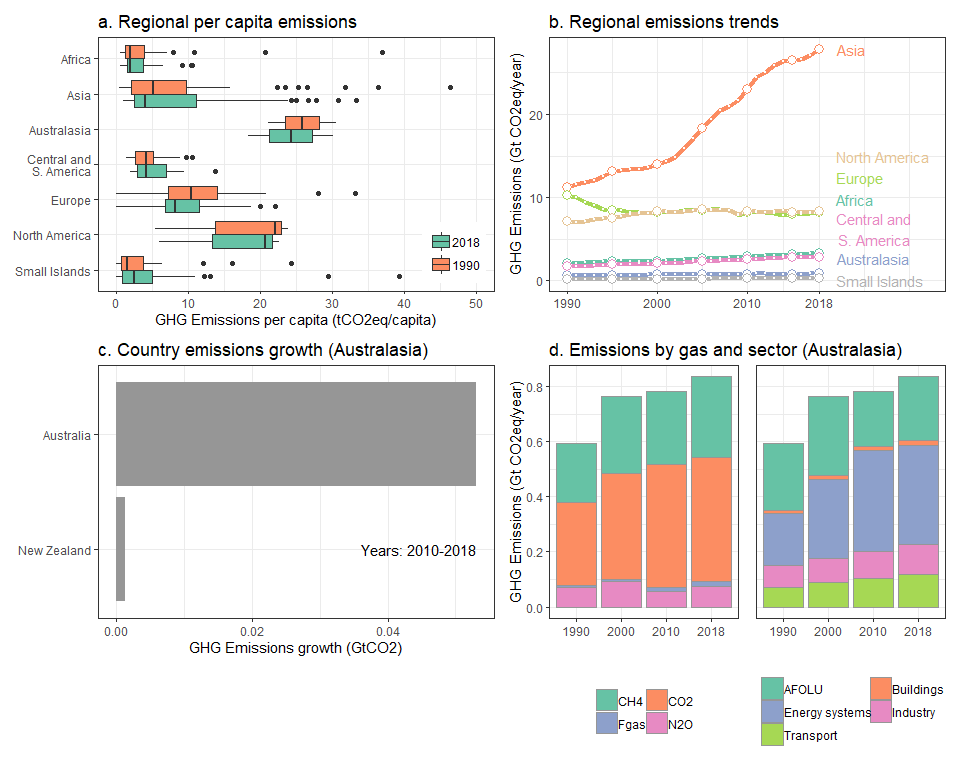 a. Regional per capita emissions
Africa
Asia
Australasia
Central and
S. America
Europe
North America
Small Islands
2018
1990
0 10 20 30 40 50
GHG Emissions per capita (tCO2eq/capita)
b. Regional emissions trends
GHG Emissions (Gt CO2eq/year)
20
10
0
Asia
North America
Europe
Africa
Central and
S. America
Australasia
Small Islands
1990 2000 2010 2018
c. Country emissions growth (Australasia)
Australia
New Zealand
Years: 2010-2018
0.00 0.02 0.04
GHG Emissions growth (GtCO2)
d. Emissions by gas and sector (Australasia)
GHG Emissions (Gt CO2eq/year)
0.8
0.6
0.4
0.2
0.0
1990 2000 2010 2018
1990 2000 2010 2018
CH4 CO2
Fgas N2O
AFOLU Buildings
Energy systems Industry
Transport